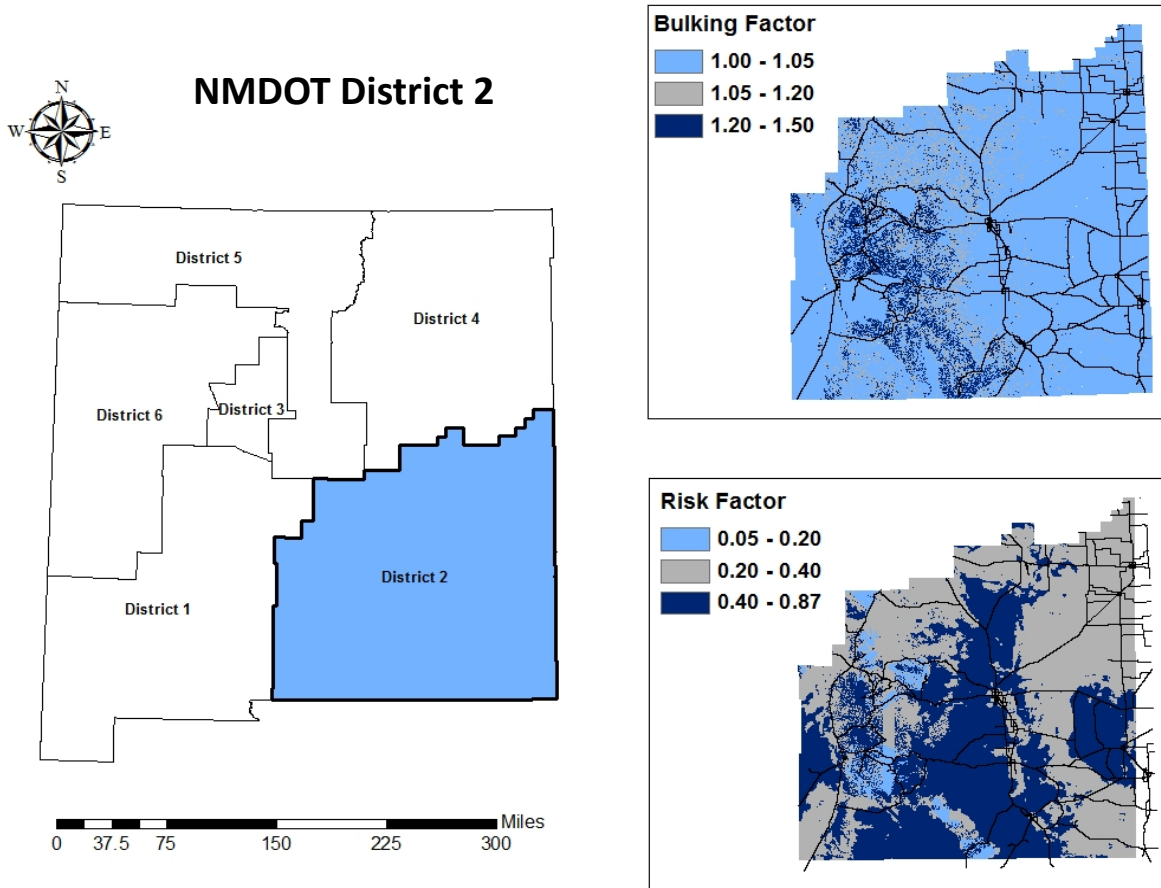 NMDOT District 2
N
W
E
S
District 5
District 4
District 6
District 3
District 2
District 1
Miles
0
37.5
75
150
225
300
Bulking Factor
1.00 - 1.05
1.05 - 1.20
1.20 - 1.50
Risk Factor
0.05 - 0.20
0.20 - 0.40
0.40 - 0.87